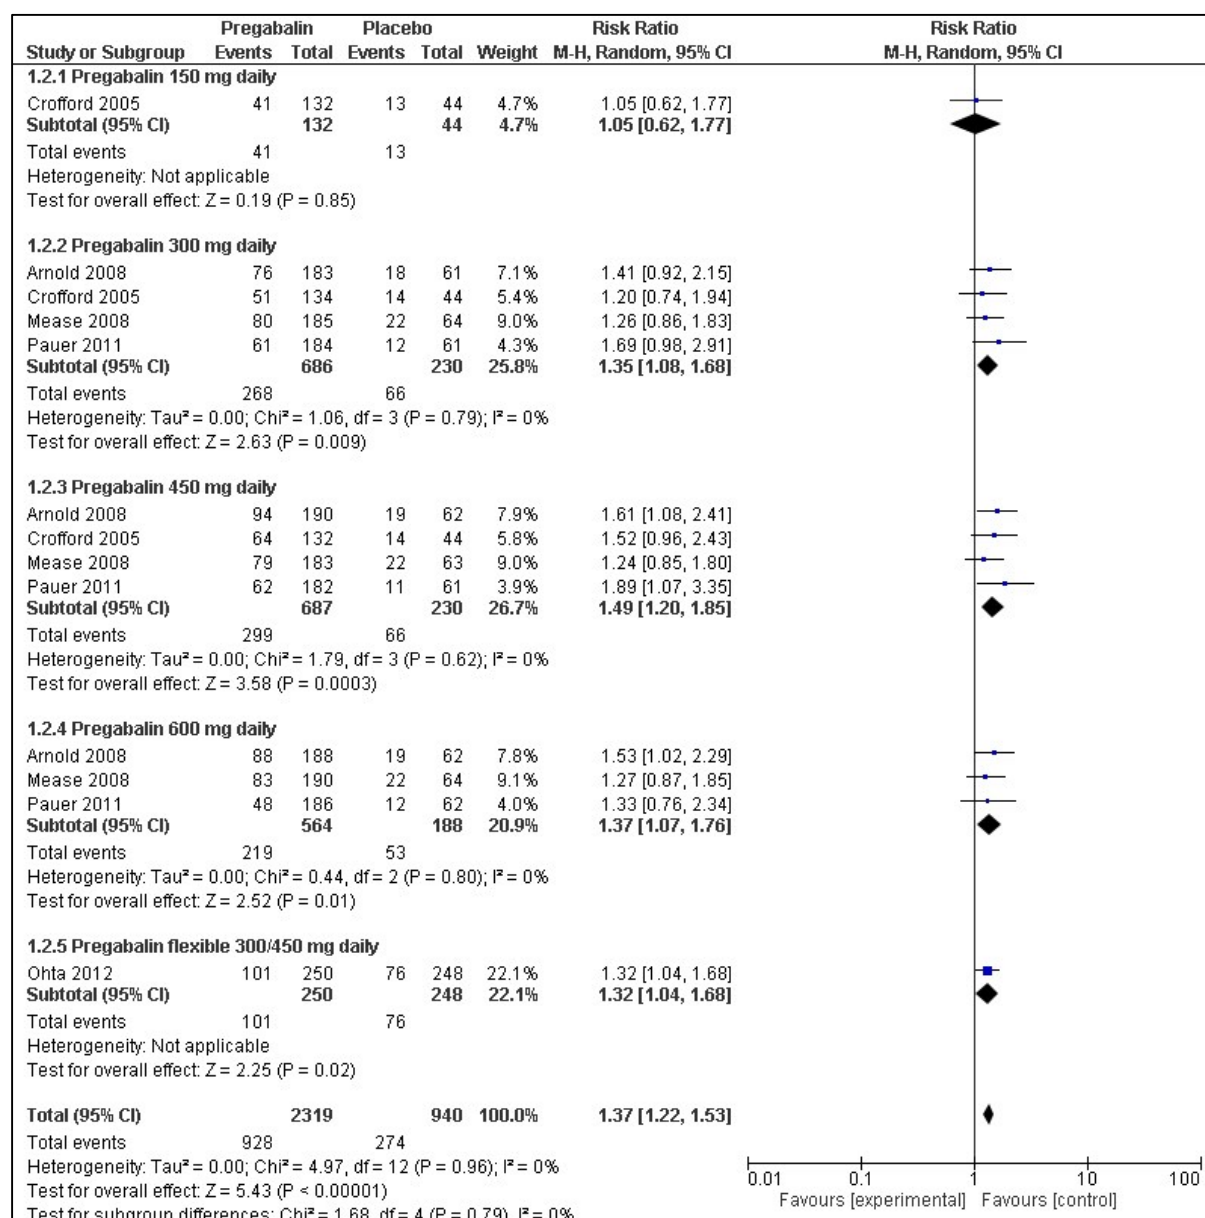 Pregabalin Placebo Risk Ratio Risk Ratio
Study or Subgroup Events Total Events Total Weight M-H, Random, 95% CI M-H, Random, 95% CI
1.2.1 Pregabalin 150 mg daily
Crofford 2005 41 132 13 44 4.7% 1.05 [0.62, 1.77]
Subtotal (95% CI) 132 44 4.7% 1.05 [0.62, 1.77]
Total events 41 13
Heterogeneity: Not applicable
Test for overall effect: Z = 0.19 (P = 0.85)
1.2.2 Pregabalin 300 mg daily
Arnold 2008 76 183 18 61 7.1% 1.41 [0.92, 2.15]
Crofford 2005 51 134 14 44 5.4% 1.20 [0.74, 1.94]
Mease 2008 80 185 22 64 9.0% 1.26 [0.86, 1.83]
Pauer 2011 61 184 12 61 4.3% 1.69 [0.98, 2.91]
Subtotal (95% CI) 686 230 25.8% 1.35 [1.08, 1.68]
Total events 268 66
Heterogeneity: Tau² = 0.00; Chi² = 1.06, df = 3 (P = 0.79); I² = 0%
Test for overall effect: Z = 2.63 (P = 0.009)
1.2.3 Pregabalin 450 mg daily
Arnold 2008 94 190 19 62 7.9% 1.61 [1.08, 2.41]
Crofford 2005 64 132 14 44 5.8% 1.52 [0.96, 2.43]
Mease 2008 79 183 22 63 9.0% 1.24 [0.85, 1.80]
Pauer 2011 62 182 11 61 3.9% 1.89 [1.07, 3.35]
Subtotal (95% CI) 687 230 26.7% 1.49 [1.20, 1.85]
Total events 299 66
Heterogeneity: Tau² = 0.00; Chi² = 1.79, df = 3 (P = 0.62); I² = 0%
Test for overall effect: Z = 3.58 (P = 0.0003)
1.2.4 Pregabalin 600 mg daily
Arnold 2008 88 188 19 62 7.8% 1.53 [1.02, 2.29]
Mease 2008 83 190 22 64 9.1% 1.27 [0.87, 1.85]
Pauer 2011 48 186 12 62 4.0% 1.33 [0.76, 2.34]
Subtotal (95% CI) 564 188 20.9% 1.37 [1.07, 1.76]
Total events 219 53
Heterogeneity: Tau² = 0.00; Chi² = 0.44, df = 2 (P = 0.80); I² = 0%
Test for overall effect: Z = 2.52 (P = 0.01)
1.2.5 Pregabalin flexible 300/450 mg daily
Ohta 2012 101 250 76 248 22.1% 1.32 [1.04, 1.68]
Subtotal (95% CI) 250 248 22.1% 1.32 [1.04, 1.68]
Total events 101 76
Heterogeneity: Not applicable
Test for overall effect: Z = 2.25 (P = 0.02)
Total (95% CI) 2319 940 100.0% 1.37 [1.22, 1.53]
Total events 928 274
Heterogeneity: Tau² = 0.00; Chi² = 4.97, df = 12 (P = 0.96); I² = 0%
Test for overall effect: Z = 5.43 (P < 0.00001)
Test for subgroup differences: Chi² = 1.68, df = 4 (P = 0.79), I² = 0%
0.01 0.1 1 10 100
Favours [experimental] Favours [control]